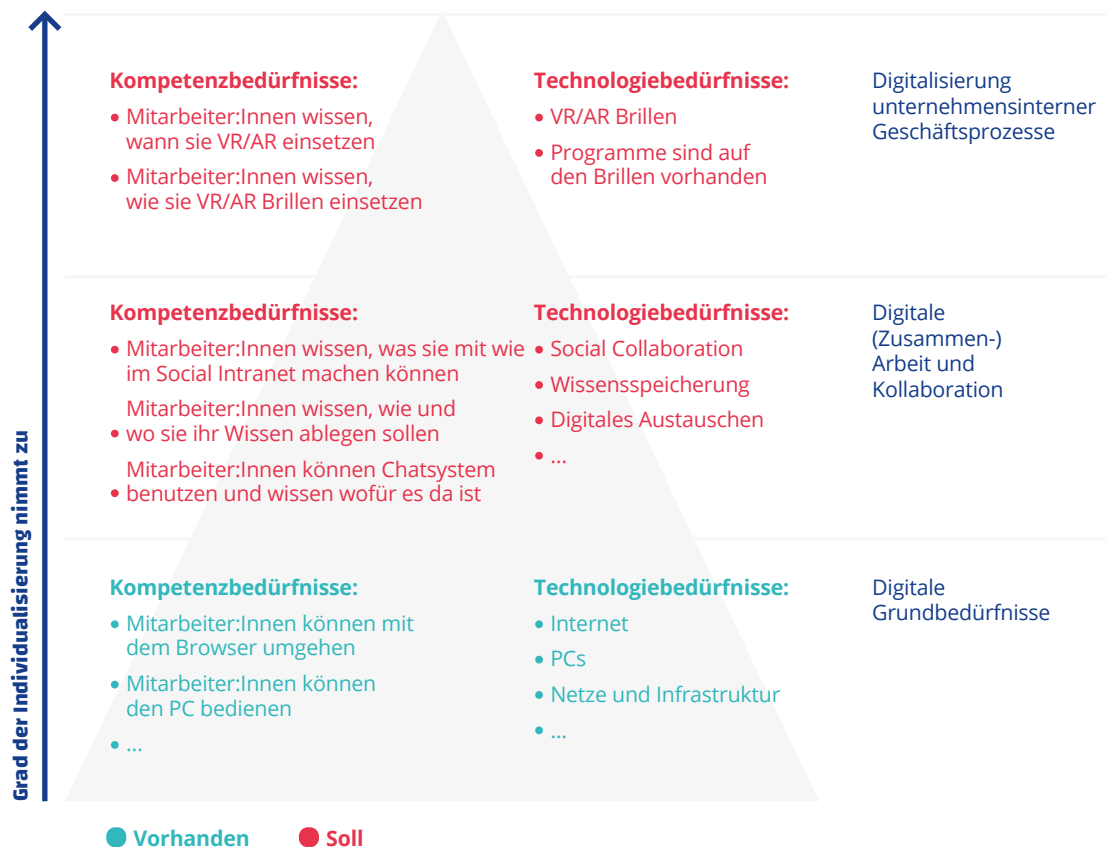 Kompetenzbedürfnisse:
• Mitarbeiter:Innen wissen,
wann sie VR/AR einsetzen
• Mitarbeiter:Innen wissen,
wie sie VR/AR Brillen einsetzen
Technologiebedürfnisse:
• VR/AR Brillen
• Programme sind auf
den Brillen vorhanden
Digitalisierung
unternehmensinterner
Geschäftsprozesse
Kompetenzbedürfnisse:
• Mitarbeiter:Innen wissen, was sie mit wie
im Social Intranet machen können
Mitarbeiter:Innen wissen, wie und
• wo sie ihr Wissen ablegen sollen
Mitarbeiter:Innen können Chatsystem
• benutzen und wissen wofür es da ist
Technologiebedürfnisse:
• Social Collaboration
• Wissensspeicherung
• Digitales Austauschen
• ...
Digitale
(Zusammen-)
Arbeit und
Kollaboration
Kompetenzbedürfnisse:
• Mitarbeiter:Innen können mit
dem Browser umgehen
• Mitarbeiter:Innen können
den PC bedienen
• ...
Technologiebedürfnisse:
• Internet
• PCs
• Netze und Infrastruktur
• ...
Digitale
Grundbedürfnisse
Grad der Individualisierung nimmt zu
Vorhanden
Soll